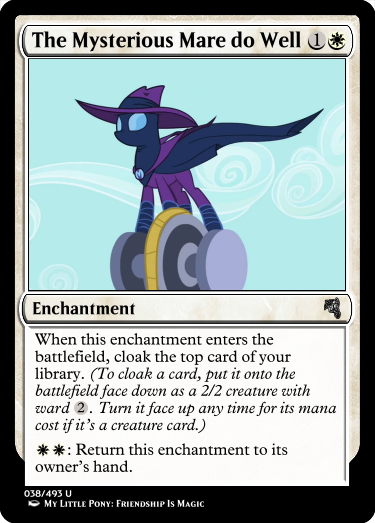 The Mysterious Mare do Well 1
Enchantment
When this enchantment enters the
battlefield, cloak the top card of your
library. (To cloak a card, put it onto the
battlefield face down as a 2/2 creature with
ward 2. Turn it face up any time for its mana
cost if it's a creature card.)
: Return this enchantment to its
owner's hand.
038/493 U
My Little Pony: Friendship Is Magic